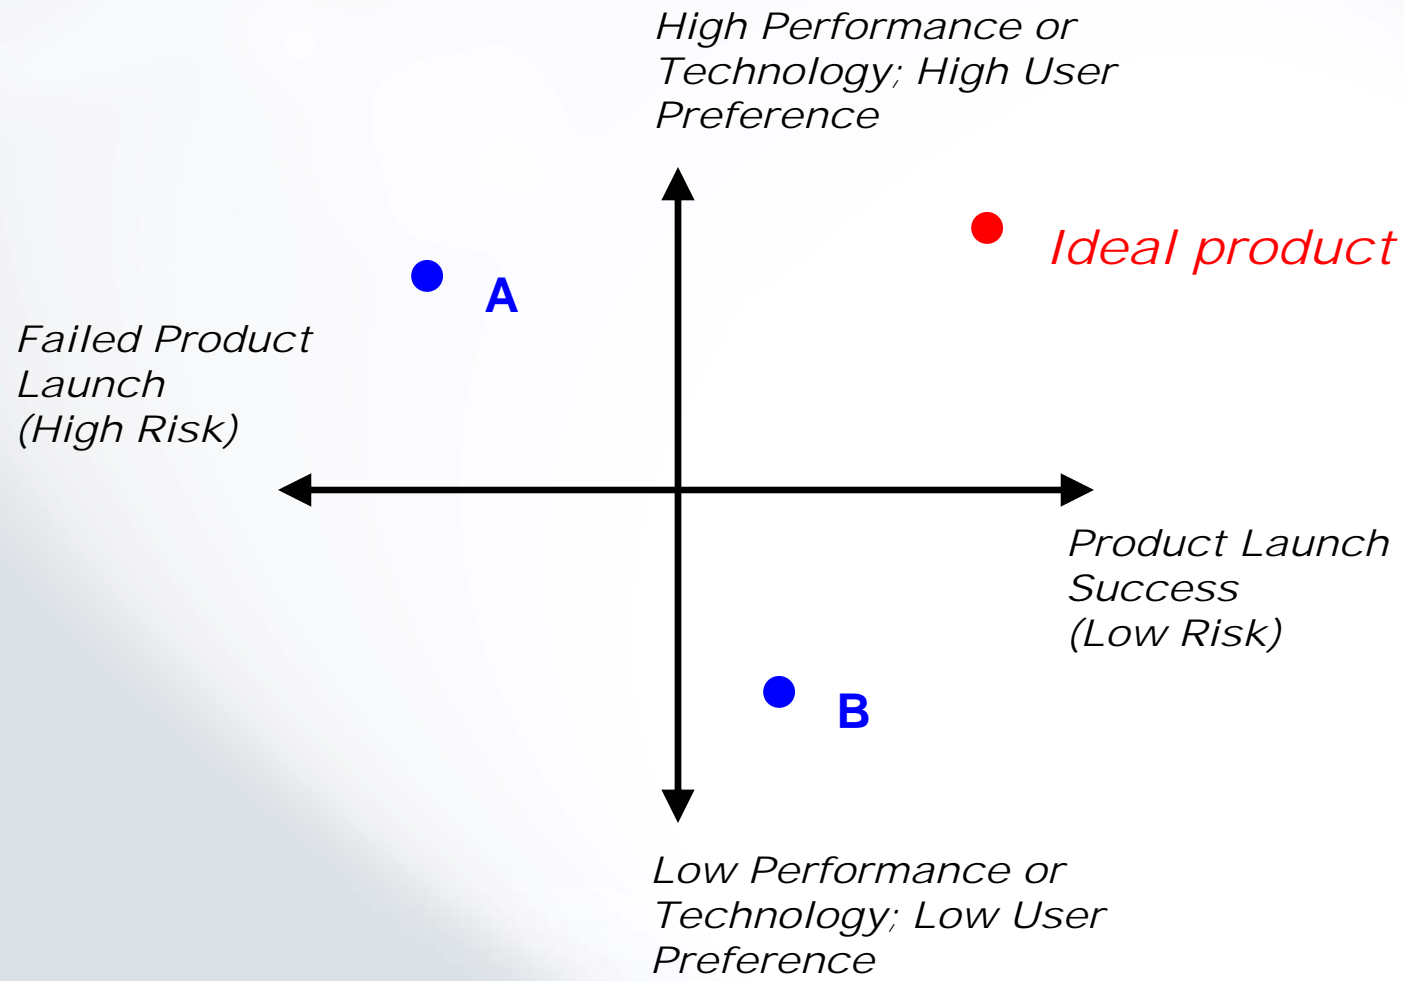 High Performance or
Technology; High User
Preference
Ideal product
A
Failed Product
Launch
(High Risk)
Product Launch
Success
(Low Risk)
B
Low Performance or
Technology; Low User
Preference